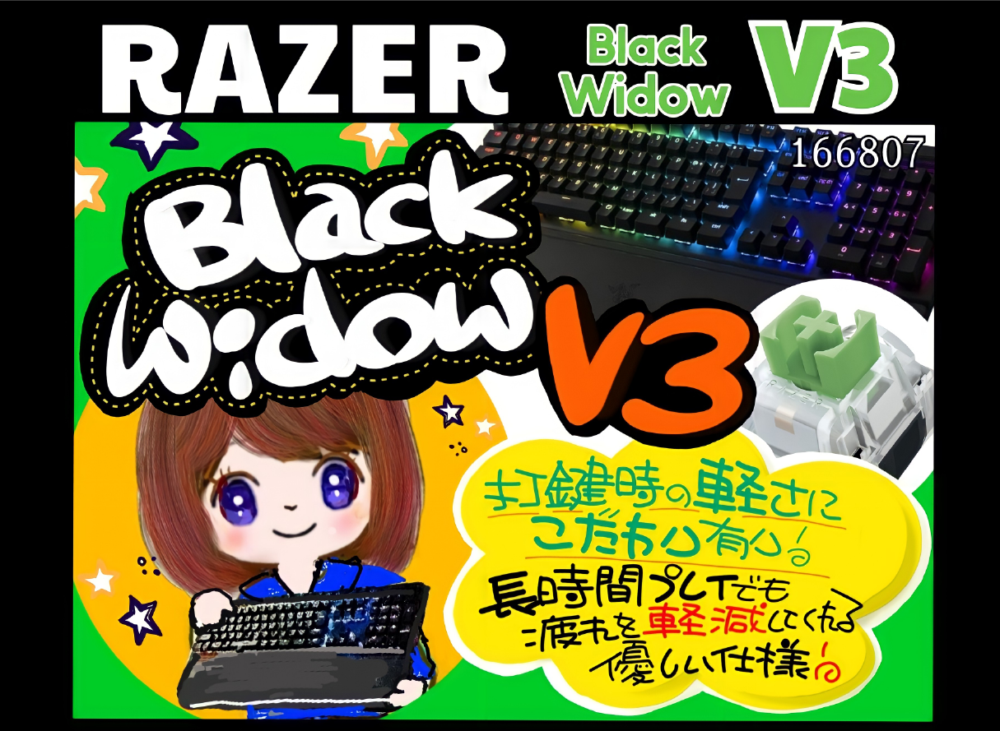 RAZER
Black
Widow
V3
166807
Black
Widow
V3
打鍵時の軽さに
こだわり有り!
長時間プレイでも
疲れを軽減してくれる
優しい仕様!
RAZER